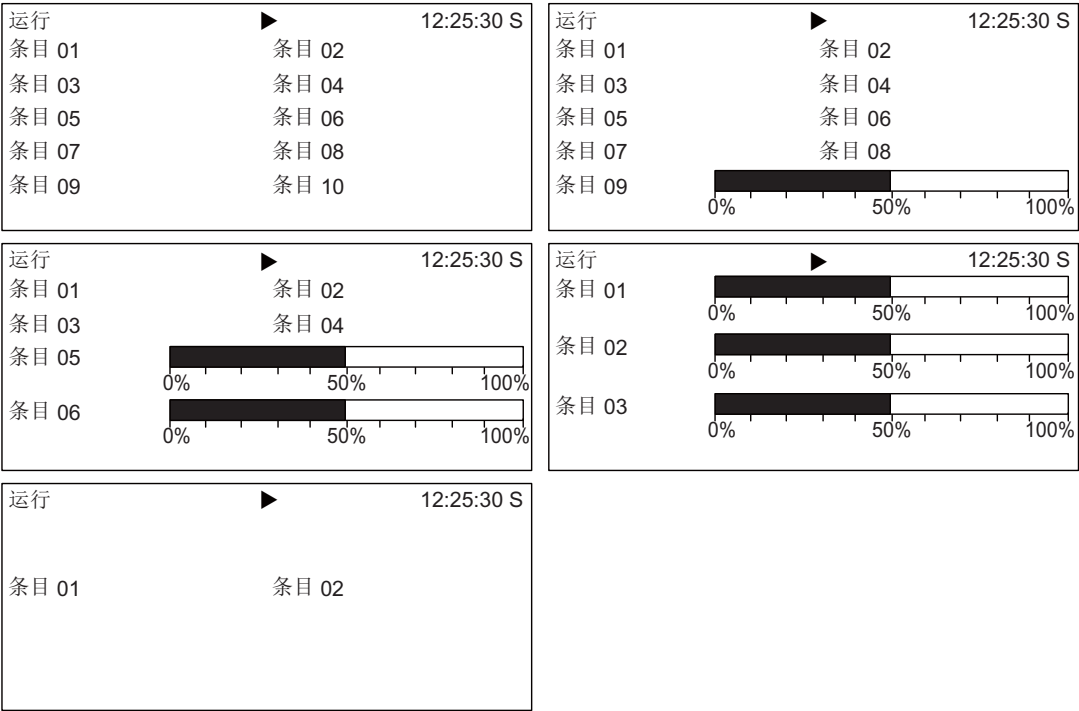 运行 ▶ 12:25:30 S
条目 01 条目 02
条目 03 条目 04
条目 05 条目 06
条目 07 条目 08
条目 09 条目 10
运行 ▶ 12:25:30 S
条目 01 条目 02
条目 03 条目 04
条目 05 条目 06
条目 07 条目 08
条目 09
0% 50% 100%
运行 ▶ 12:25:30 S
条目 01 条目 02
条目 03 条目 04
条目 05
0% 50% 100%
条目 06
0% 50% 100%
运行 ▶ 12:25:30 S
条目 01
0% 50% 100%
条目 02
0% 50% 100%
条目 03
0% 50% 100%
运行 ▶ 12:25:30 S
条目 01 条目 02